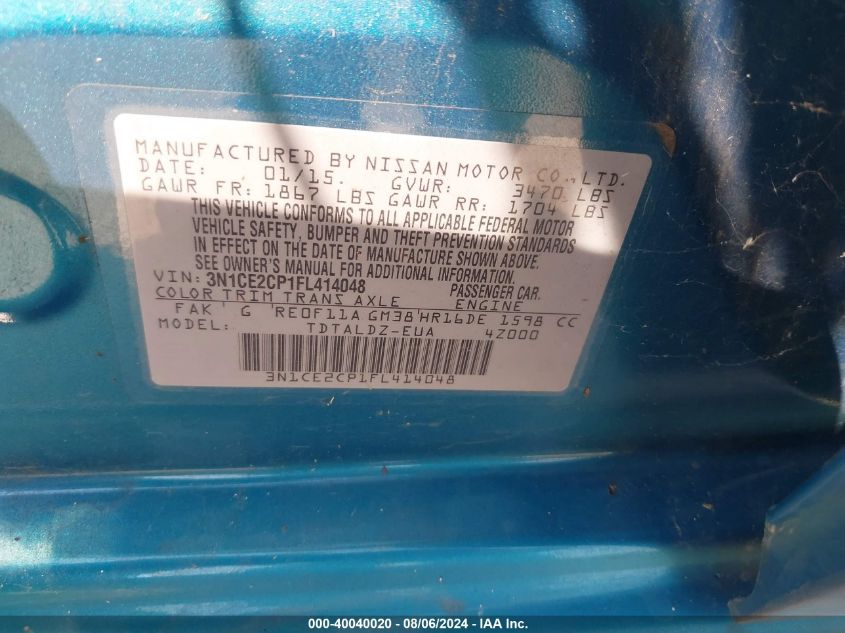 MANUFACTURED BY NISSAN MOTOR CO.,LTD.
DATE: 01/15. GVWR: 3470 LBS
GAWR FR: 1867 LBS GAWR RR: 1704 LBS
THIS VEHICLE CONFORMS TO ALL APPLICABLE FEDERAL MOTOR
VEHICLE SAFETY, BUMPER AND THEFT PREVENTION STANDARDS
IN EFFECT ON THE DATE OF MANUFACTURE SHOWN ABOVE.
SEE OWNER'S MANUAL FOR ADDITIONAL INFORMATION.
VIN: 3N1CE2CP1FL414048 PASSENGER CAR.
COLOR TRIM TRANS AXLE ENGINE
FAK G RE0F11A GM38 HR16DE 1598 CC
MODEL: TDTALDZ-EUA 4Z000
3N1CE2CP1FL414048
000-40040020 - 08/06/2024 - IAA Inc.